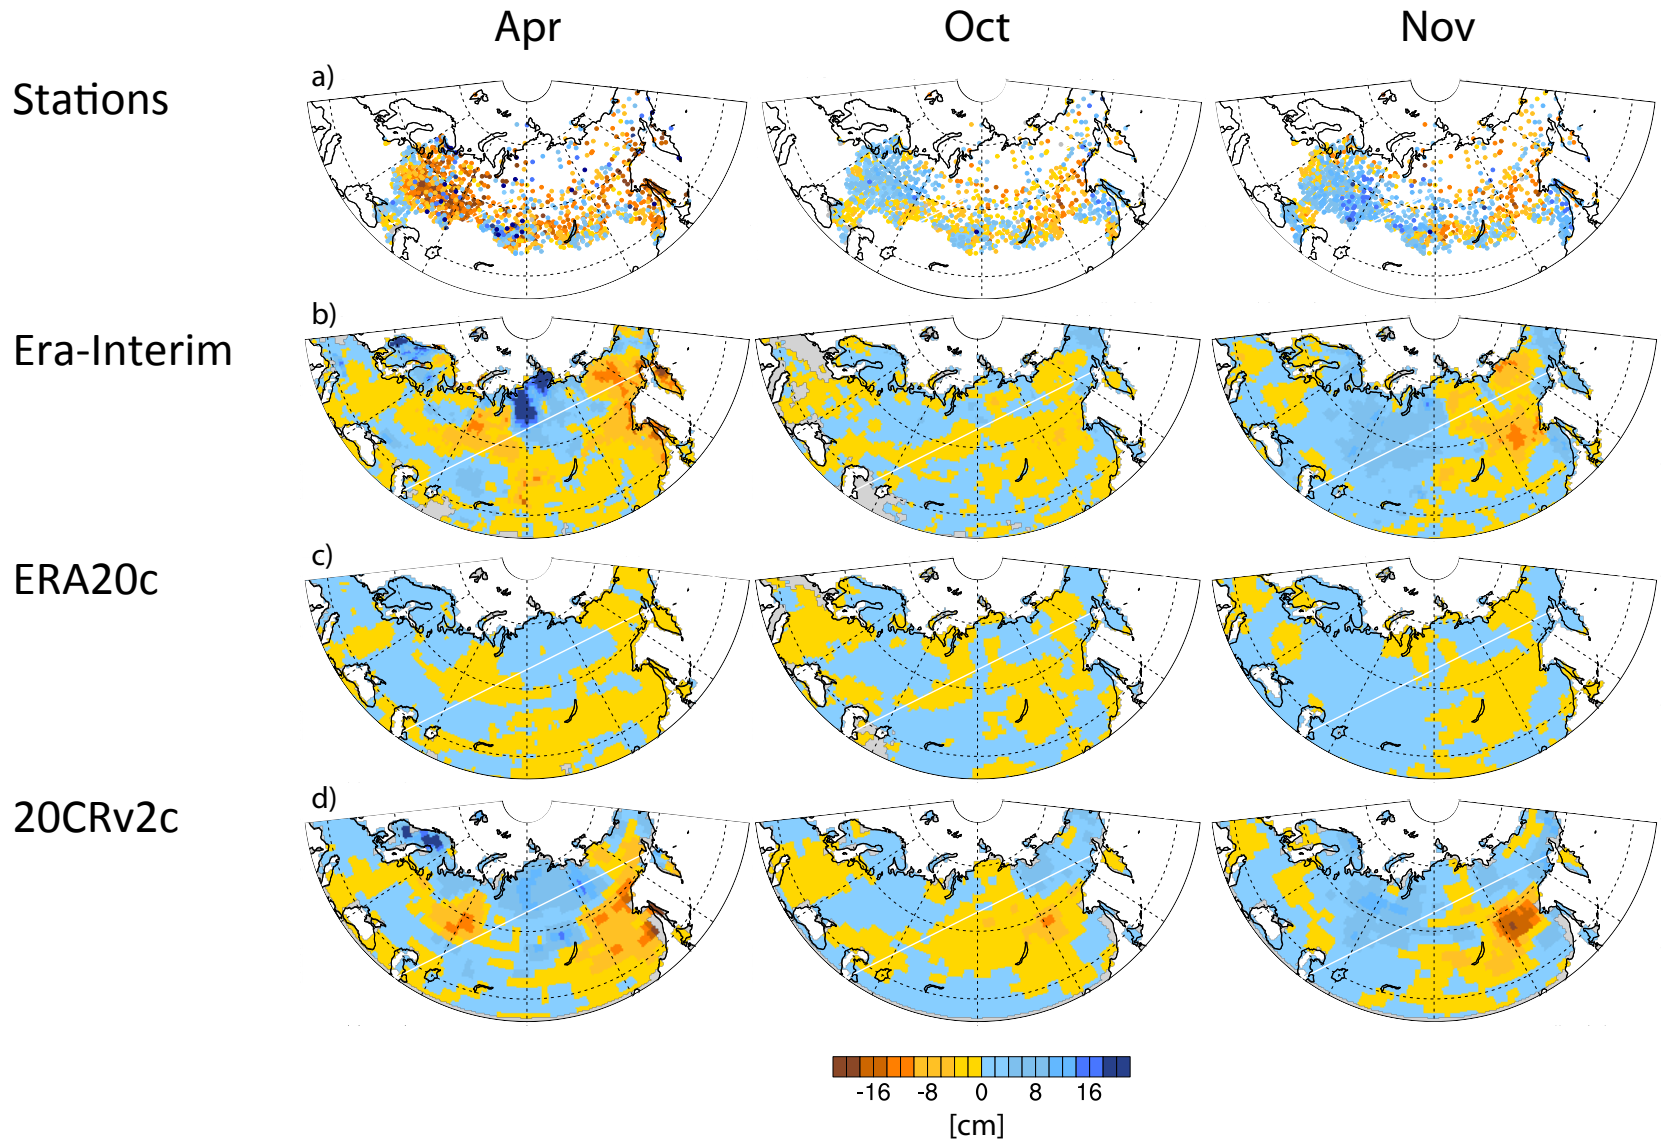 Apr Oct Nov
Stations
a)
Era-Interim
b)
ERA20c
c)
20CRv2c
d)
-16 -8 0 8 16
[cm]